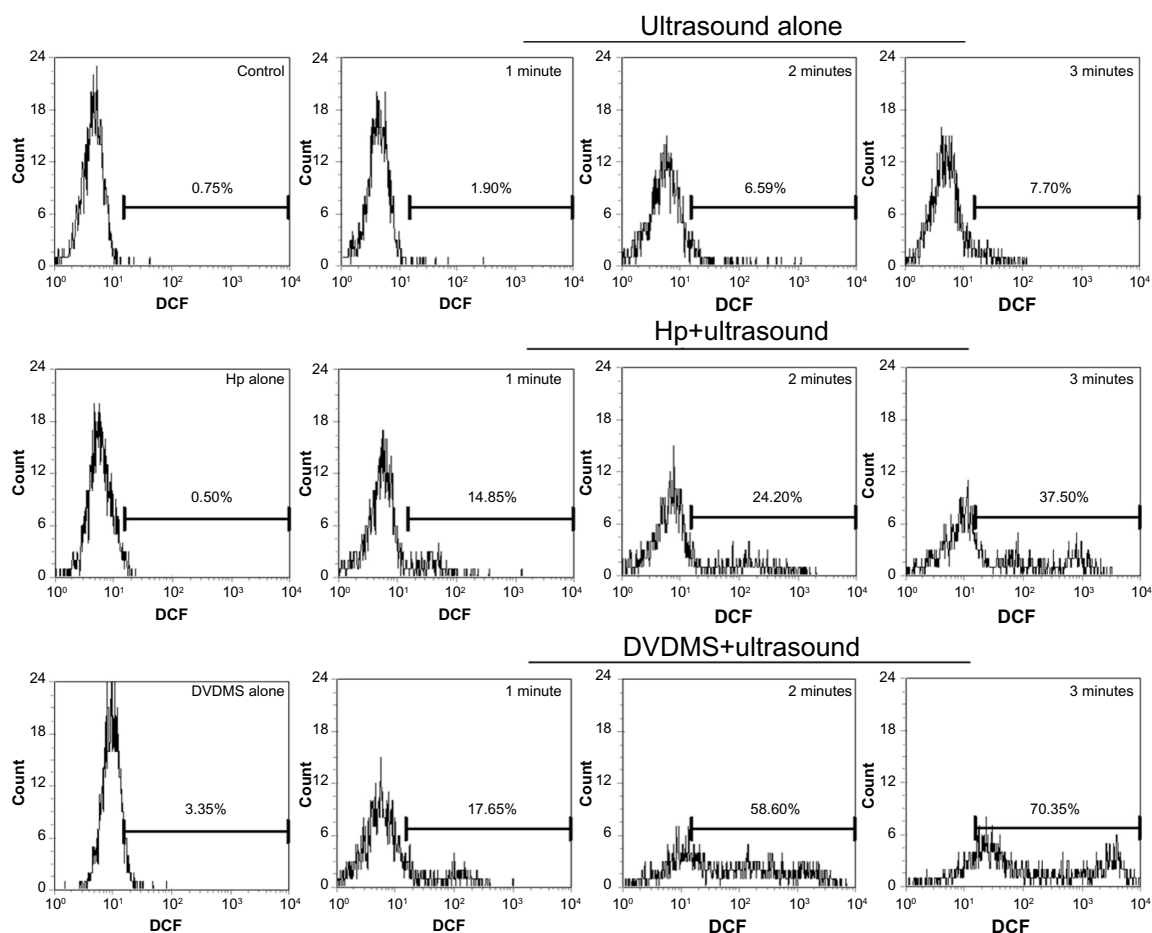 Ultrasound alone
24 24 24 24
Control 1 minute 2 minutes 3 minutes
18 18 18 18
Count Count Count Count
12 12 12 12
0.75% 1.90% 6.59% 7.70%
6 6 6 6
0 0 0 0
10⁰ 10¹ 10² 10³ 10⁴ 10⁰ 10¹ 10² 10³ 10⁴ 10⁰ 10¹ 10² 10³ 10⁴ 10⁰ 10¹ 10² 10³ 10⁴
DCF DCF DCF DCF
Hp+ultrasound
24 24 24 24
Hp alone 1 minute 2 minutes 3 minutes
18 18 18 18
Count Count Count Count
12 12 12 12
0.50% 14.85% 24.20% 37.50%
6 6 6 6
0 0 0 0
10⁰ 10¹ 10² 10³ 10⁴ 10⁰ 10¹ 10² 10³ 10⁴ 10⁰ 10¹ 10² 10³ 10⁴ 10⁰ 10¹ 10² 10³ 10⁴
DCF DCF DCF DCF
DVDMS+ultrasound
24 24 24 24
DVDMS alone 1 minute 2 minutes 3 minutes
18 18 18 18
Count Count Count Count
12 12 12 12
3.35% 17.65% 58.60% 70.35%
6 6 6 6
0 0 0 0
10⁰ 10¹ 10² 10³ 10⁴ 10⁰ 10¹ 10² 10³ 10⁴ 10⁰ 10¹ 10² 10³ 10⁴ 10⁰ 10¹ 10² 10³ 10⁴
DCF DCF DCF DCF